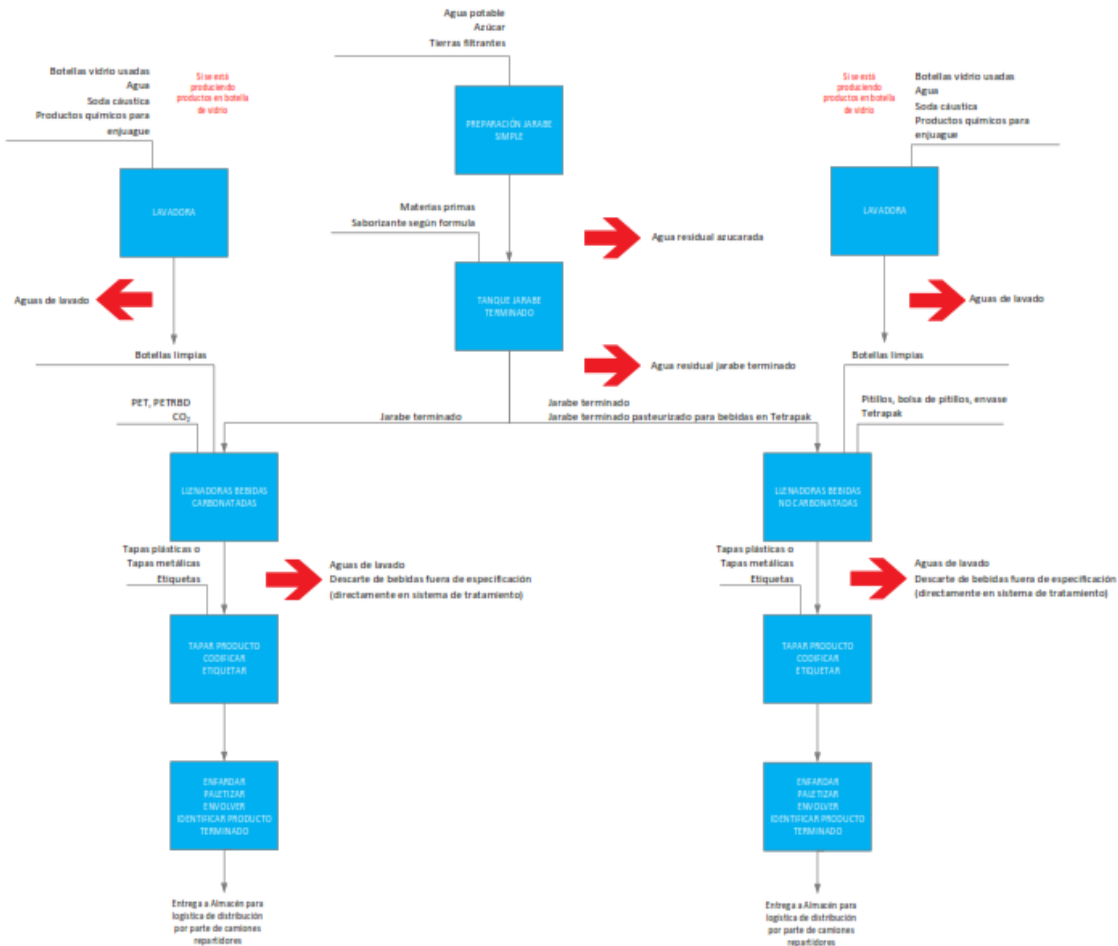 Agua potable
Azúcar
Tierras filtrantes
Botellas vidrio usadas
Agua
Soda cáustica
Productos químicos para
enjuague
Si se está
produciendo
productos en botella
de vidrio
PREPARACIÓN JARABE
SIMPLE
Si se está
produciendo
productos en botella
de vidrio
Botellas vidrio usadas
Agua
Soda cáustica
Productos químicos para
enjuague
LAVADORA
Materias primas
Saborizante según formula
Agua residual azucarada
LAVADORA
Aguas de lavado
TANQUE JARABE
TERMINADO
Aguas de lavado
Botellas limpias
Agua residual jarabe terminado
Botellas limpias
PET, PETRBD
CO₂
Jarabe terminado
Jarabe terminado
Jarabe terminado pasteurizado para bebidas en Tetrapak
Pitillos, bolsa de pitillos, envase
Tetrapak
LLENADORAS BEBIDAS
CARBONATADAS
LLENADORAS BEBIDAS
NO CARBONATADAS
Tapas plásticas o
Tapas metálicas
Etiquetas
Aguas de lavado
Descarte de bebidas fuera de especificación
(directamente en sistema de tratamiento)
Tapas plásticas o
Tapas metálicas
Etiquetas
Aguas de lavado
Descarte de bebidas fuera de especificación
(directamente en sistema de tratamiento)
TAPAR PRODUCTO
CODIFICAR
ETIQUETAR
TAPAR PRODUCTO
CODIFICAR
ETIQUETAR
ENFARDAR
PALETIZAR
ENVOLVER
IDENTIFICAR PRODUCTO
TERMINADO
ENFARDAR
PALETIZAR
ENVOLVER
IDENTIFICAR PRODUCTO
TERMINADO
Entrega a Almacén para
logística de distribución
por parte de camiones
repartidores
Entrega a Almacén para
logística de distribución
por parte de camiones
repartidores